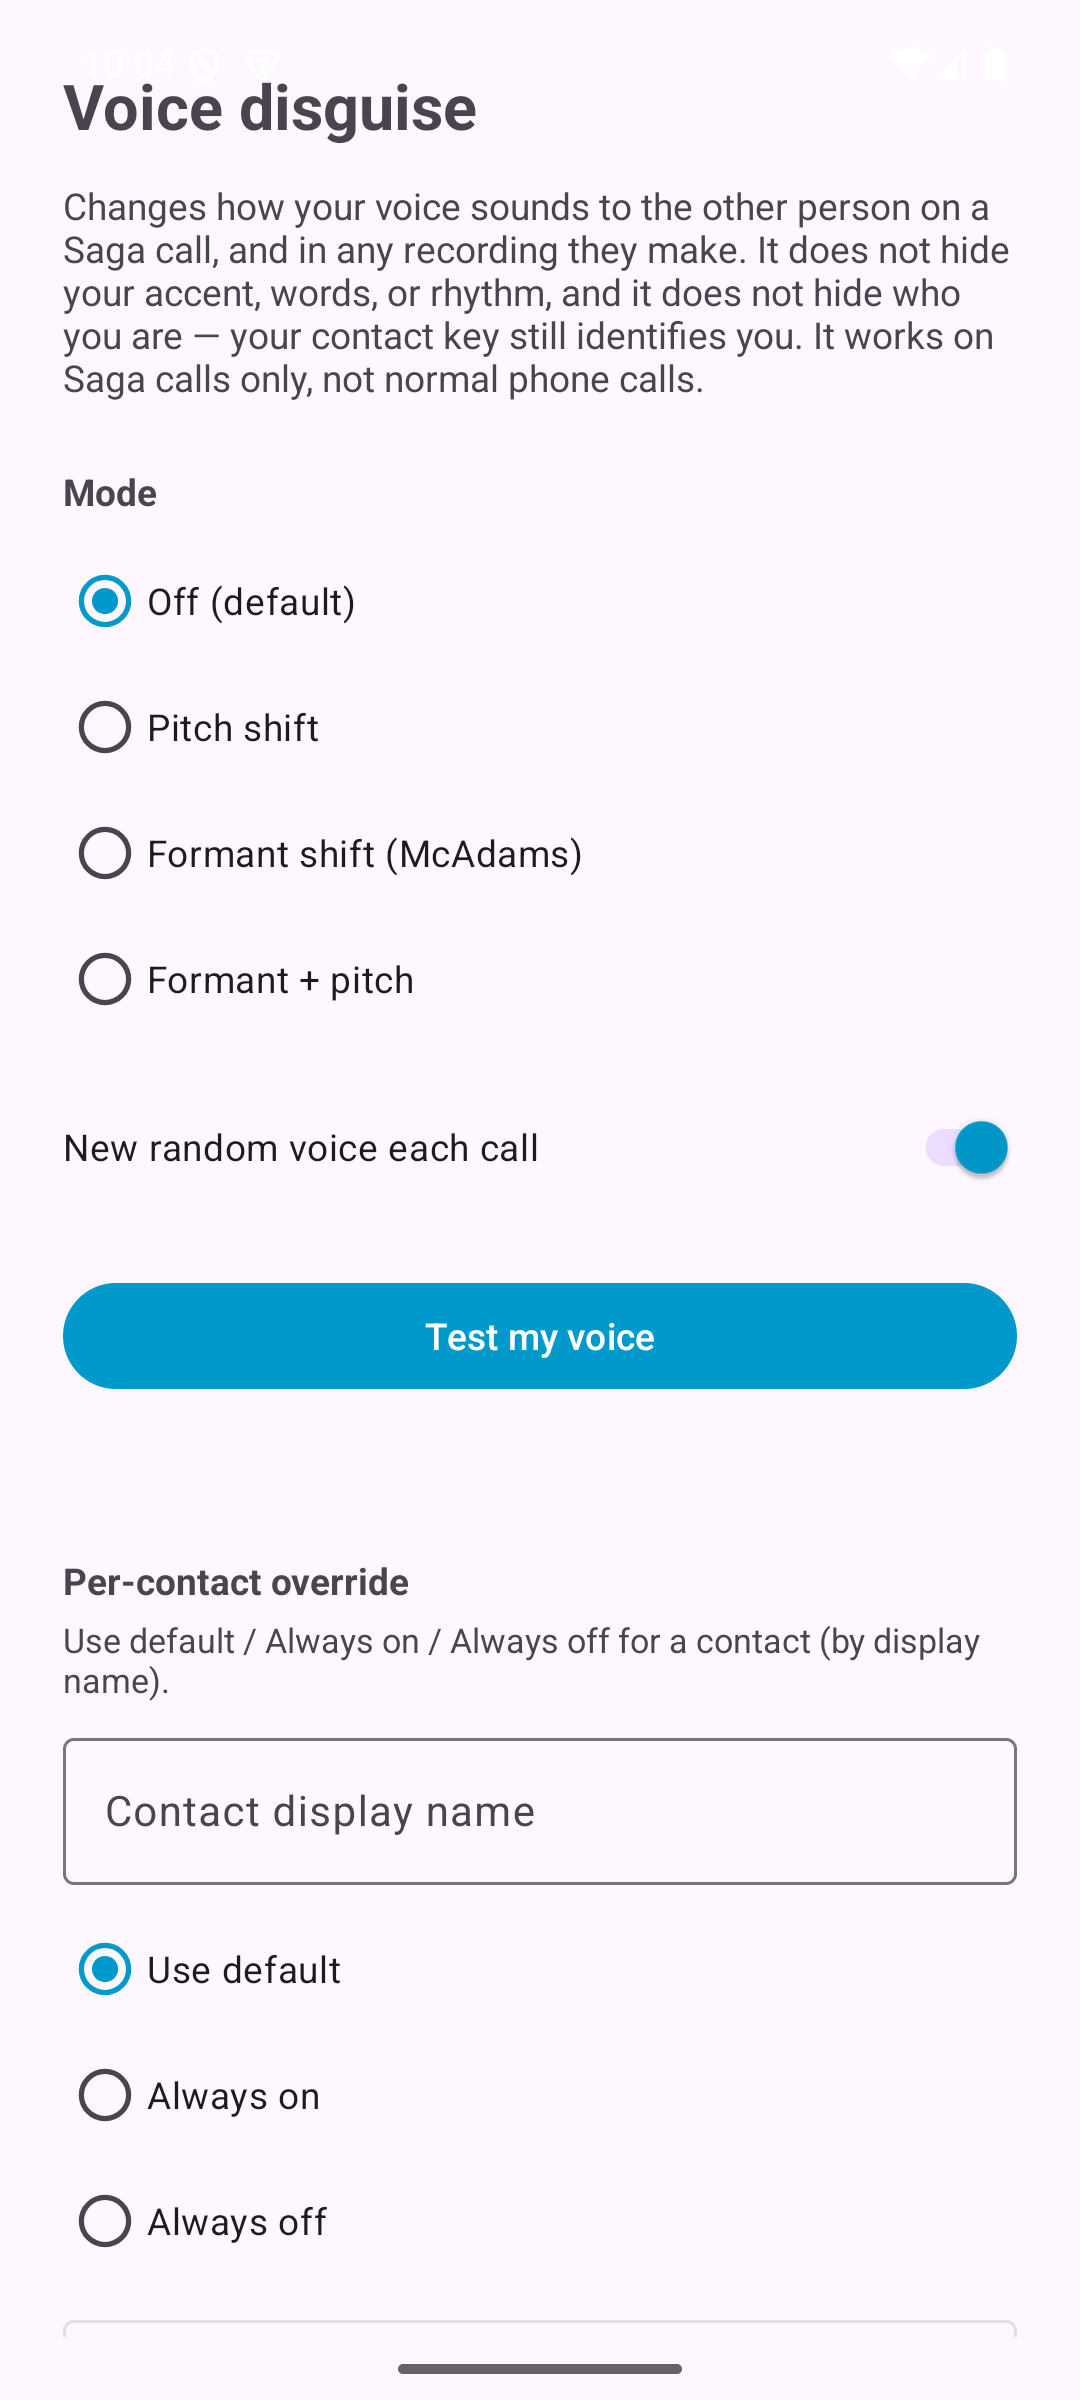 10:04
Voice disguise
Changes how your voice sounds to the other person on a
Saga call, and in any recording they make. It does not hide
your accent, words, or rhythm, and it does not hide who
you are — your contact key still identifies you. It works on
Saga calls only, not normal phone calls.
Mode
Off (default)
Pitch shift
Formant shift (McAdams)
Formant + pitch
New random voice each call
Test my voice
Per-contact override
Use default / Always on / Always off for a contact (by display
name).
Contact display name
Use default
Always on
Always off